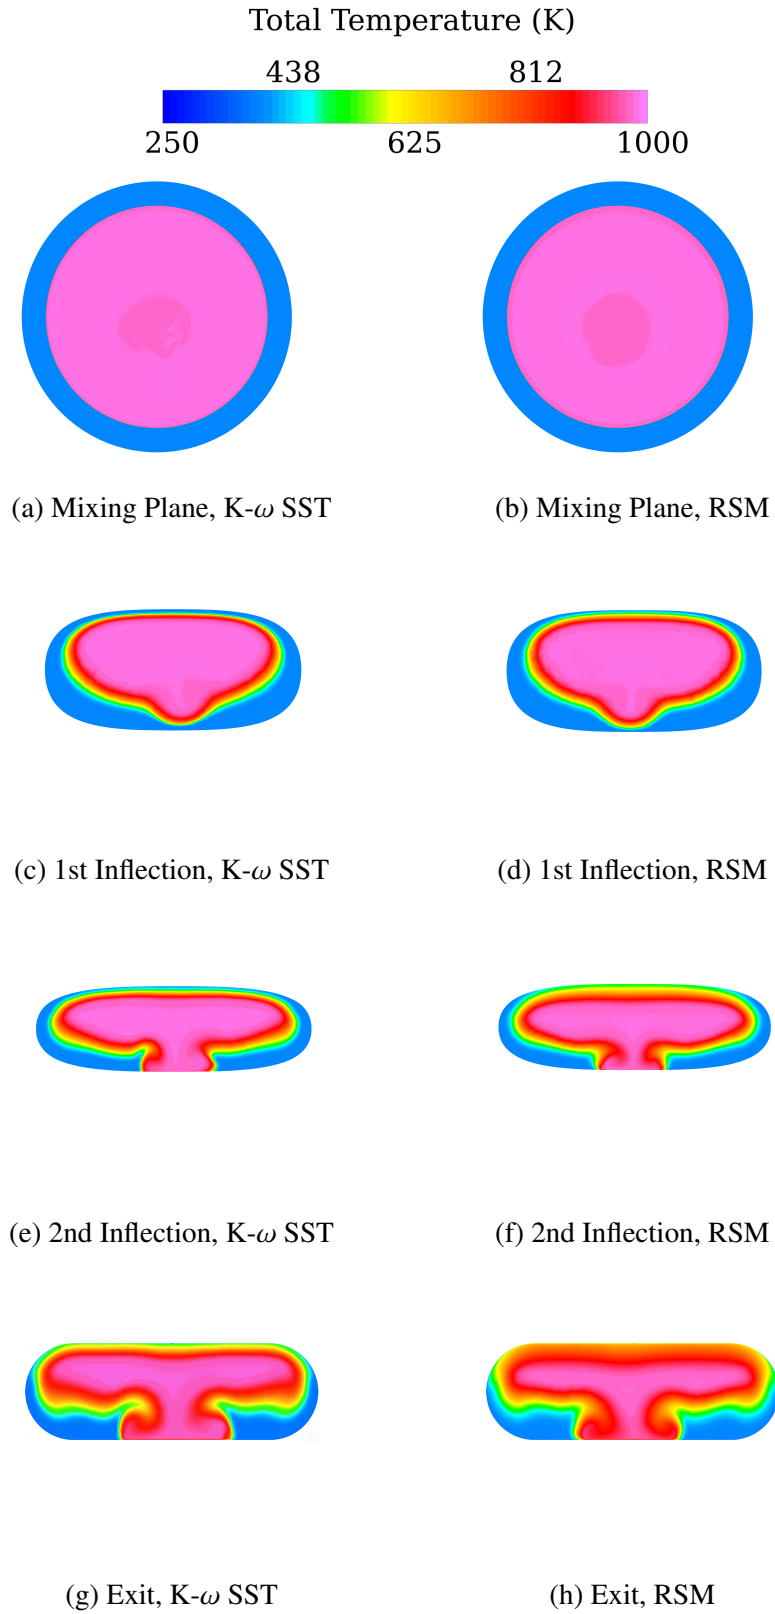 Total Temperature (K)
438 812
250 625 1000
(a) Mixing Plane, K-ω SST
(b) Mixing Plane, RSM
(c) 1st Inflection, K-ω SST
(d) 1st Inflection, RSM
(e) 2nd Inflection, K-ω SST
(f) 2nd Inflection, RSM
(g) Exit, K-ω SST
(h) Exit, RSM